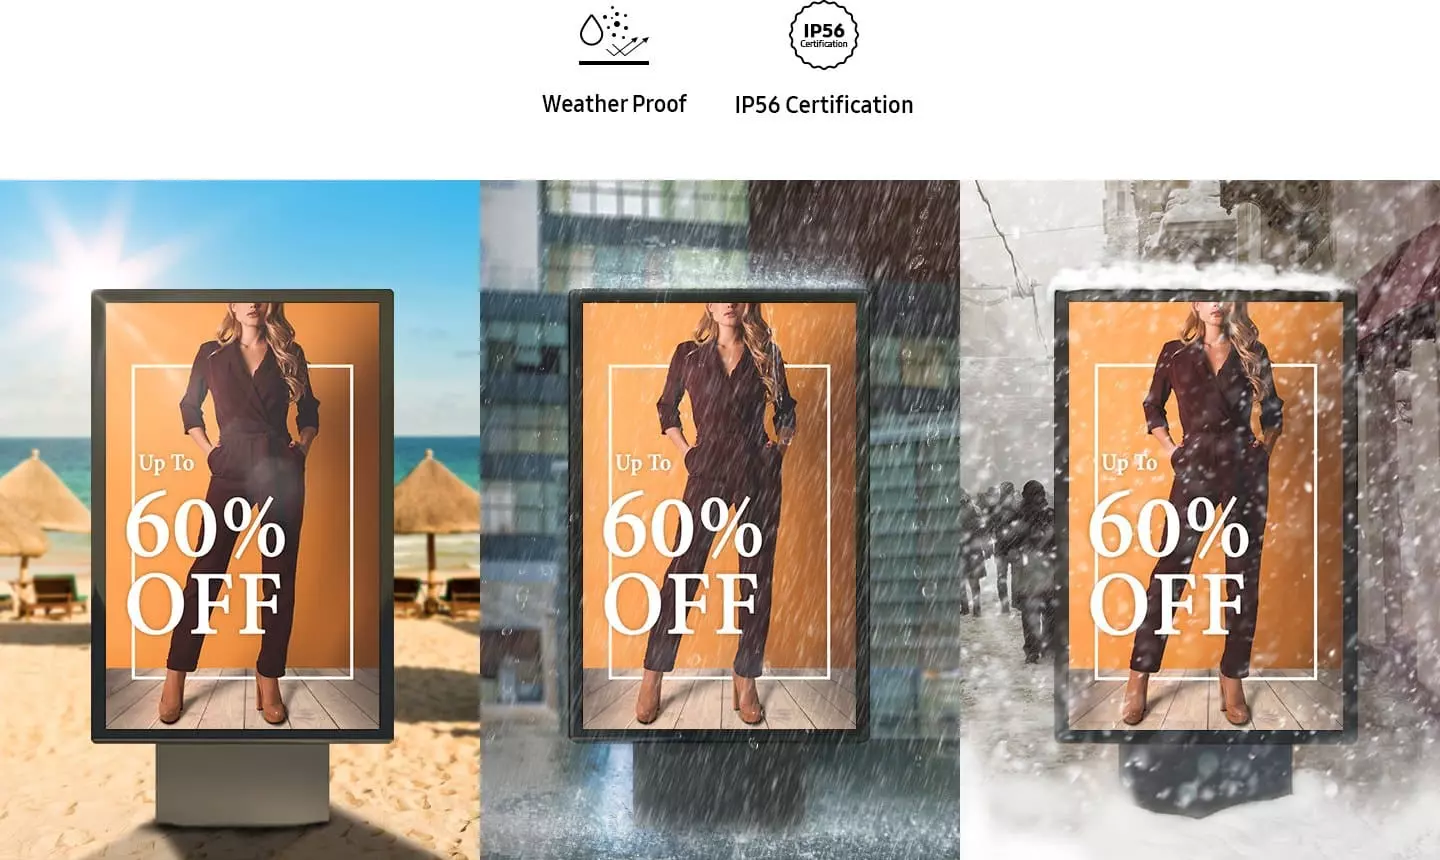 IP56
Certification
Weather Proof
IP56 Certification
Up To
60%
OFF
Up To
60%
OFF
Up To
60%
OFF